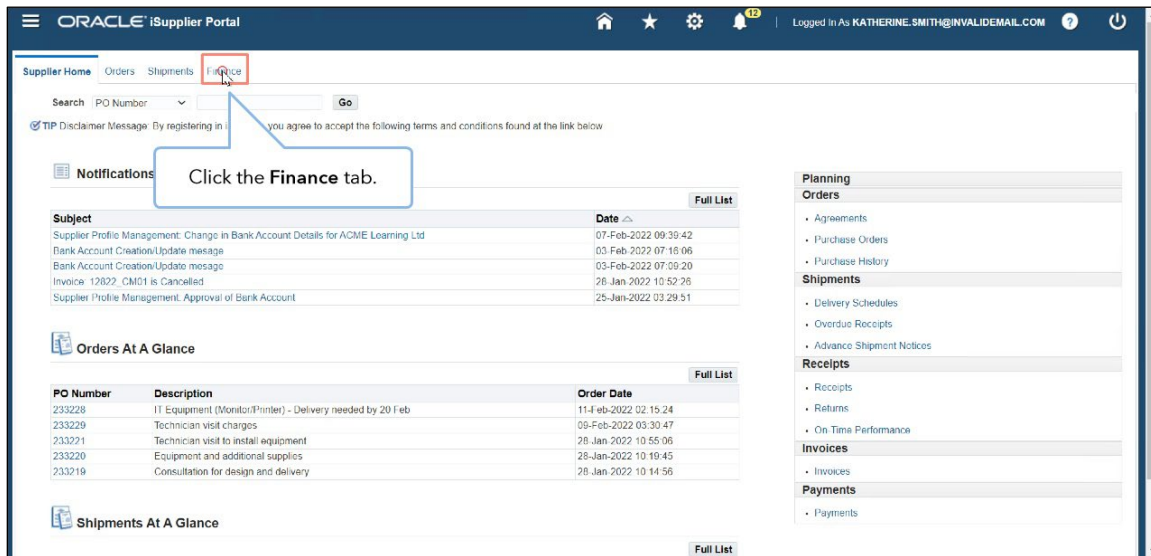 ORACLE iSupplier Portal
12
Logged In As KATHERINE.SMITH@INVALIDEMAIL.COM ?
Supplier Home Orders Shipments Finance
Search PO Number Go
TIP Disclaimer Message: By registering in you agree to accept the following terms and conditions found at the link below
Click the Finance tab.
Notifications
Full List
Subject Date
Supplier Profile Management: Change in Bank Account Details for ACME Learning Ltd 07-Feb-2022 09:39:42
Bank Account Creation/Update mesage 03-Feb-2022 07:16:06
Bank Account Creation/Update mesage 03-Feb-2022 07:09:20
Invoice: 12822_CM01 is Cancelled 28-Jan-2022 10:52:26
Supplier Profile Management: Approval of Bank Account 25-Jan-2022 03:29:51
Orders At A Glance
Full List
PO Number Description Order Date
233228 IT Equipment (Monitor/Printer) - Delivery needed by 20 Feb 11-Feb-2022 02:15:24
233229 Technician visit charges 09-Feb-2022 03:30:47
233221 Technician visit to install equipment 28-Jan-2022 10:55:06
233220 Equipment and additional supplies 28-Jan-2022 10:19:45
233219 Consultation for design and delivery 28-Jan-2022 10:14:56
Shipments At A Glance
Full List
Planning
Orders
Agreements
Purchase Orders
Purchase History
Shipments
Delivery Schedules
Overdue Receipts
Advance Shipment Notices
Receipts
Receipts
Returns
On-Time Performance
Invoices
Invoices
Payments
Payments